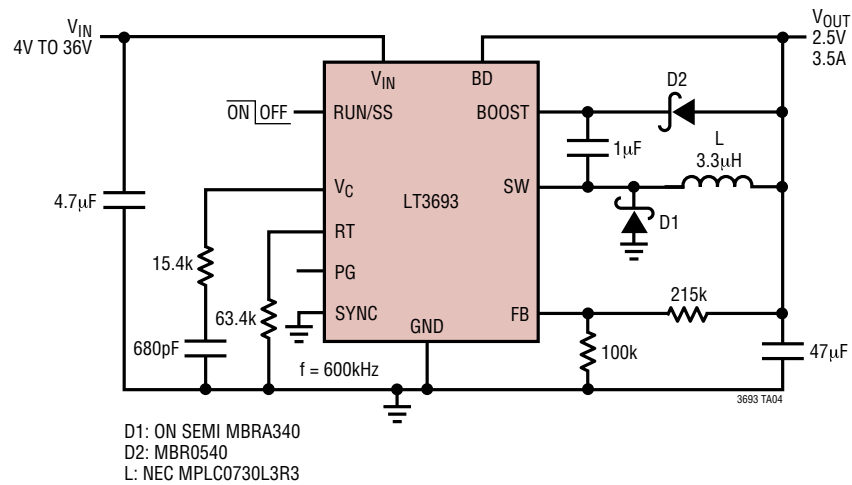 VIN
4V TO 36V
VOUT
2.5V
3.5A
VIN
BD
D2
ON OFF
RUN/SS
BOOST
L
3.3µH
1µF
4.7µF
VC
SW
LT3693
D1
RT
15.4k
PG
215k
63.4k
SYNC
GND
FB
680pF
100k
47µF
f = 600kHz
3693 TA04
D1: ON SEMI MBRA340
D2: MBR0540
L: NEC MPLC0730L3R3